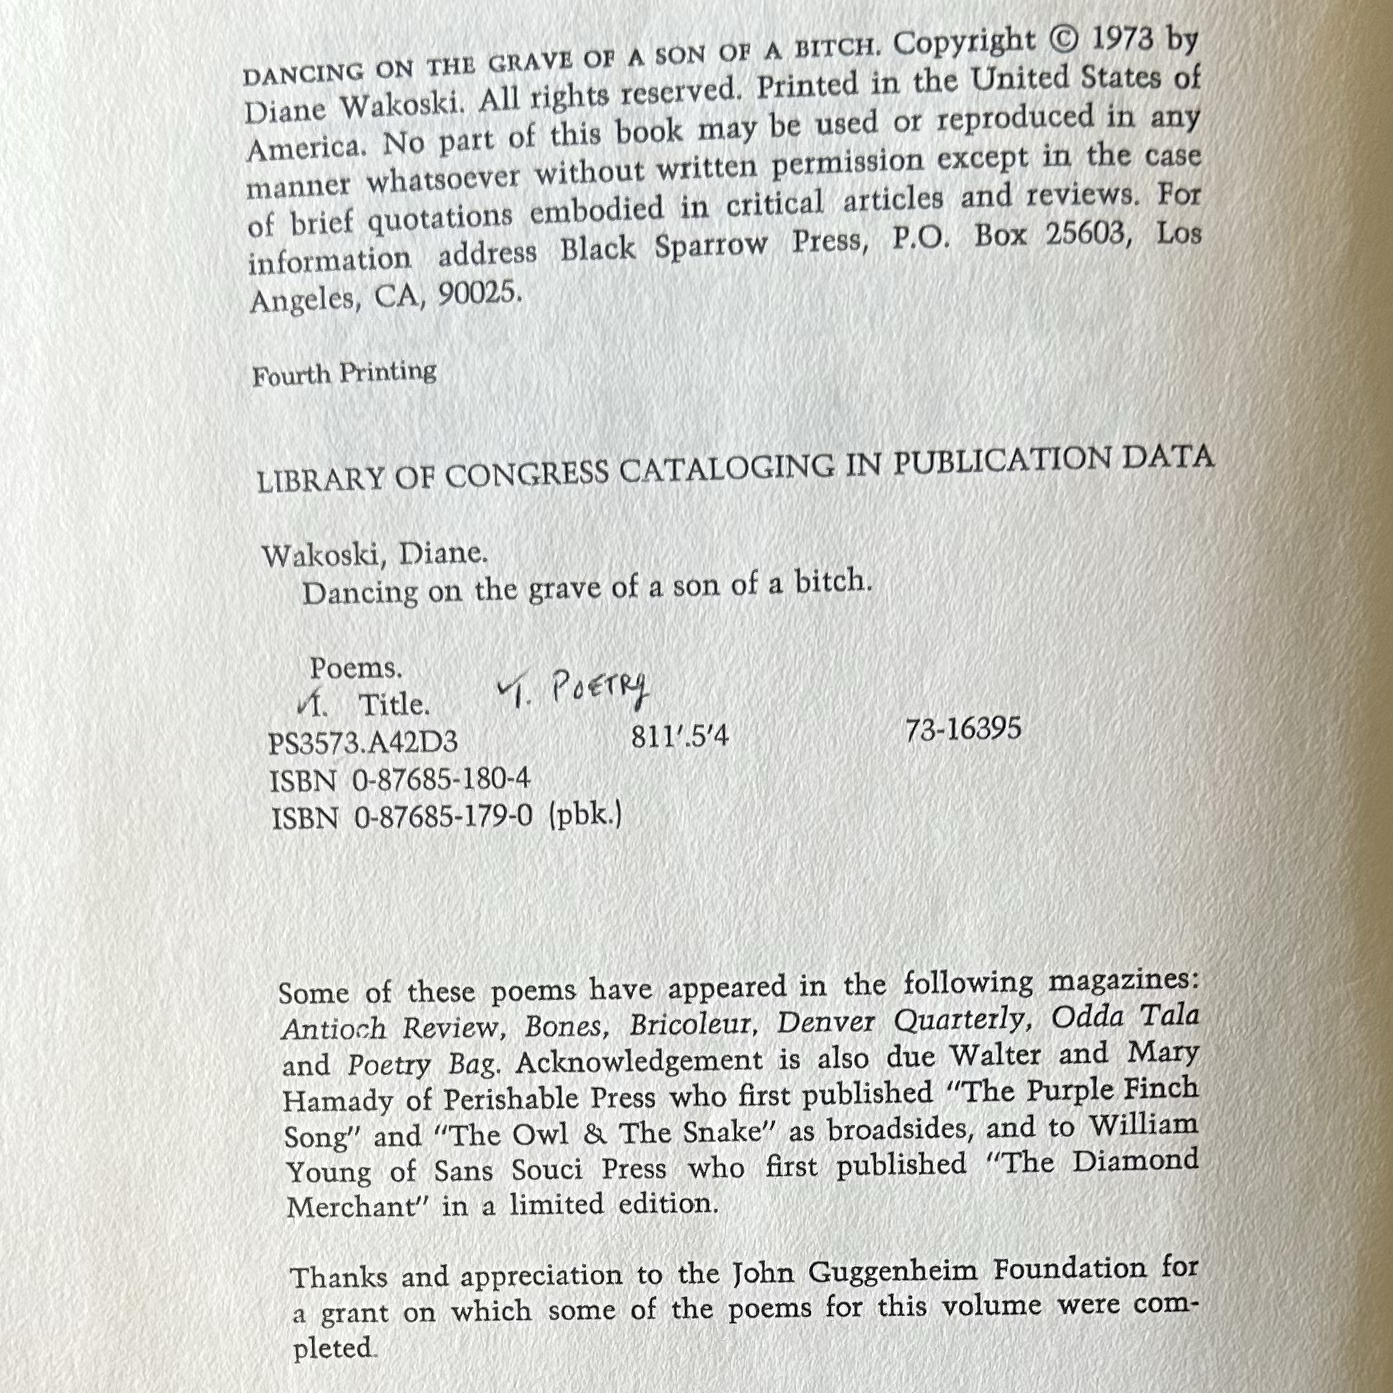 DANCING ON THE GRAVE OF A SON OF A BITCH. Copyright © 1973 by
Diane Wakoski. All rights reserved. Printed in the United States of
America. No part of this book may be used or reproduced in any
manner whatsoever without written permission except in the case
of brief quotations embodied in critical articles and reviews. For
information address Black Sparrow Press, P.O. Box 25603, Los
Angeles, CA, 90025.
Fourth Printing
LIBRARY OF CONGRESS CATALOGING IN PUBLICATION DATA
Wakoski, Diane.
Dancing on the grave of a son of a bitch.
Poems.
I. Title. 1. POETRY
PS3573.A42D3 811'.5'4 73-16395
ISBN 0-87685-180-4
ISBN 0-87685-179-0 (pbk.)
Some of these poems have appeared in the following magazines:
Antioch Review, Bones, Bricoleur, Denver Quarterly, Odda Tala
and Poetry Bag. Acknowledgement is also due Walter and Mary
Hamady of Perishable Press who first published "The Purple Finch
Song" and "The Owl & The Snake" as broadsides, and to William
Young of Sans Souci Press who first published "The Diamond
Merchant" in a limited edition.
Thanks and appreciation to the John Guggenheim Foundation for
a grant on which some of the poems for this volume were com-
pleted.